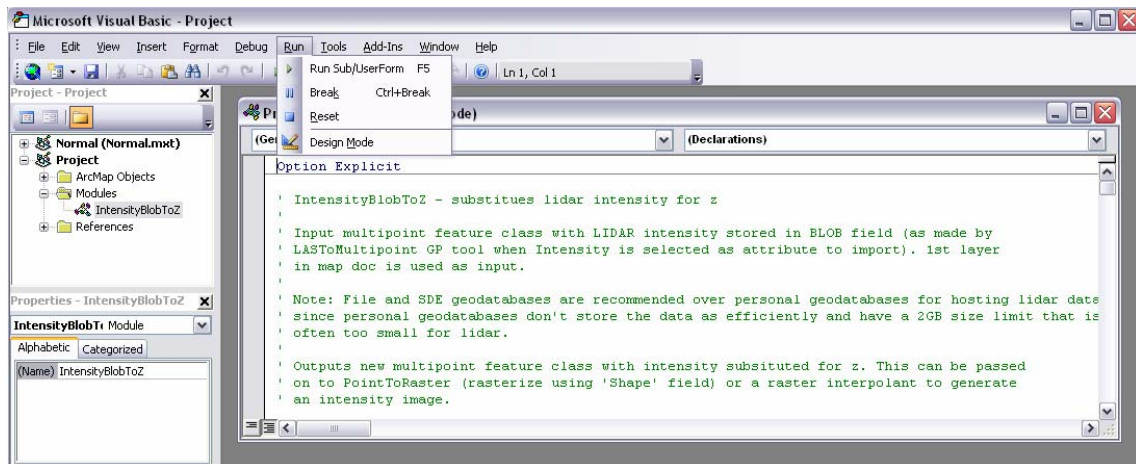 Microsoft Visual Basic - Project
File Edit View Insert Format Debug Run Tools Add-Ins Window Help
Ln 1, Col 1
Run Sub/UserForm F5
Break Ctrl+Break
Reset
Design Mode
Project - Project
Normal (Normal.mxt)
Project
ArcMap Objects
Modules
IntensityBlobToZ
References
Properties - IntensityBlobToZ
IntensityBlobT Module
Alphabetic Categorized
(Name) IntensityBlobToZ
(Declarations)
Option Explicit
' IntensityBlobToZ - substitues lidar intensity for z
'
' Input multipoint feature class with LIDAR intensity stored in BLOB field (as made by
' LASToMultipoint GP tool when Intensity is selected as attribute to import). 1st layer
' in map doc is used as input.
'
' Note: File and SDE geodatabases are recommended over personal geodatabases for hosting lidar data
' since personal geodatabases don't store the data as efficiently and have a 2GB size limit that is
' often too small for lidar.
'
' Outputs new multipoint feature class with intensity subsituted for z. This can be passed
' on to PointToRaster (rasterize using 'Shape' field) or a raster interpolant to generate
' an intensity image.